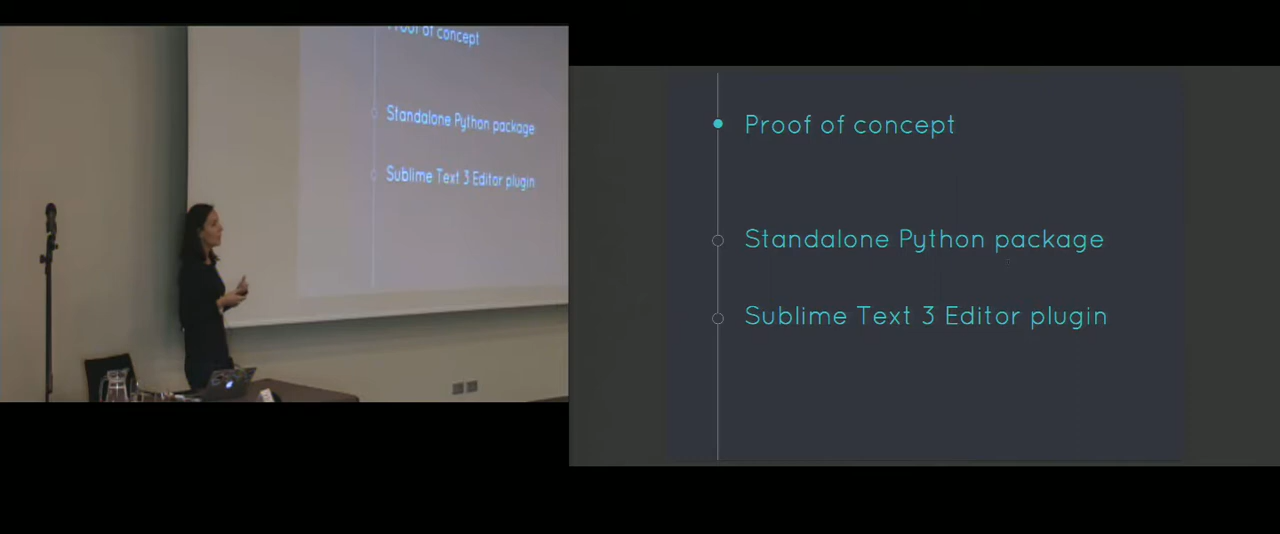 Proof of concept
Standalone Python package
Sublime Text 3 Editor plugin
Proof of concept
Standalone Python package
Sublime Text 3 Editor plugin